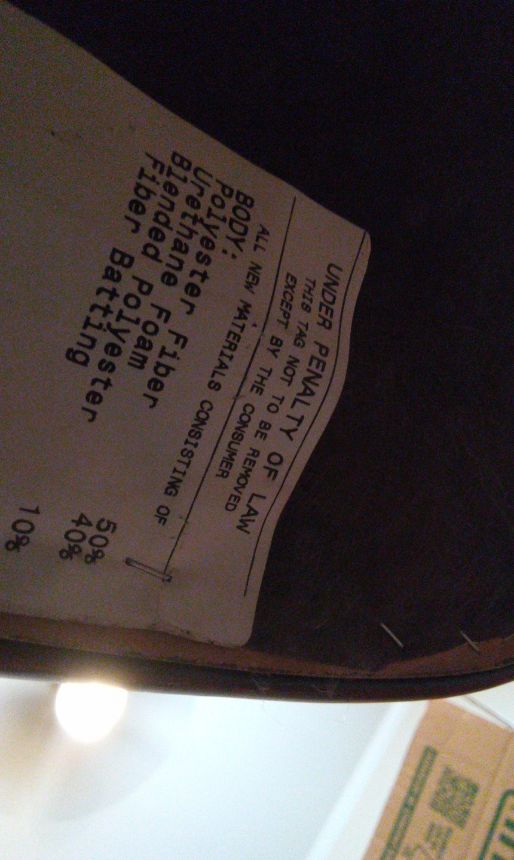 UNDER PENALTY OF LAW
THIS TAG NOT TO BE REMOVED
EXCEPT BY THE CONSUMER
ALL NEW MATERIALS CONSISTING OF
BODY:
Polyester Fiber 50%
Urethane Foam 40%
Blended Polyester
Fiber Batting 10%